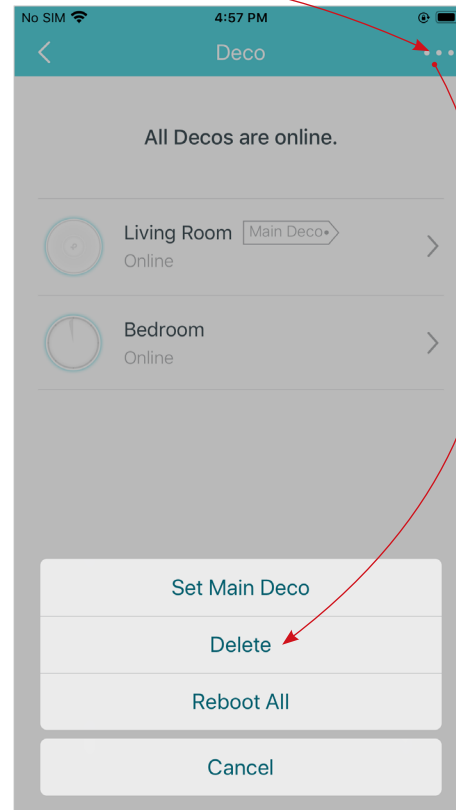 No SIM 4:57 PM
Deco
All Decos are online.
Living Room Main Deco
Online
Bedroom
Online
Set Main Deco
Delete
Reboot All
Cancel